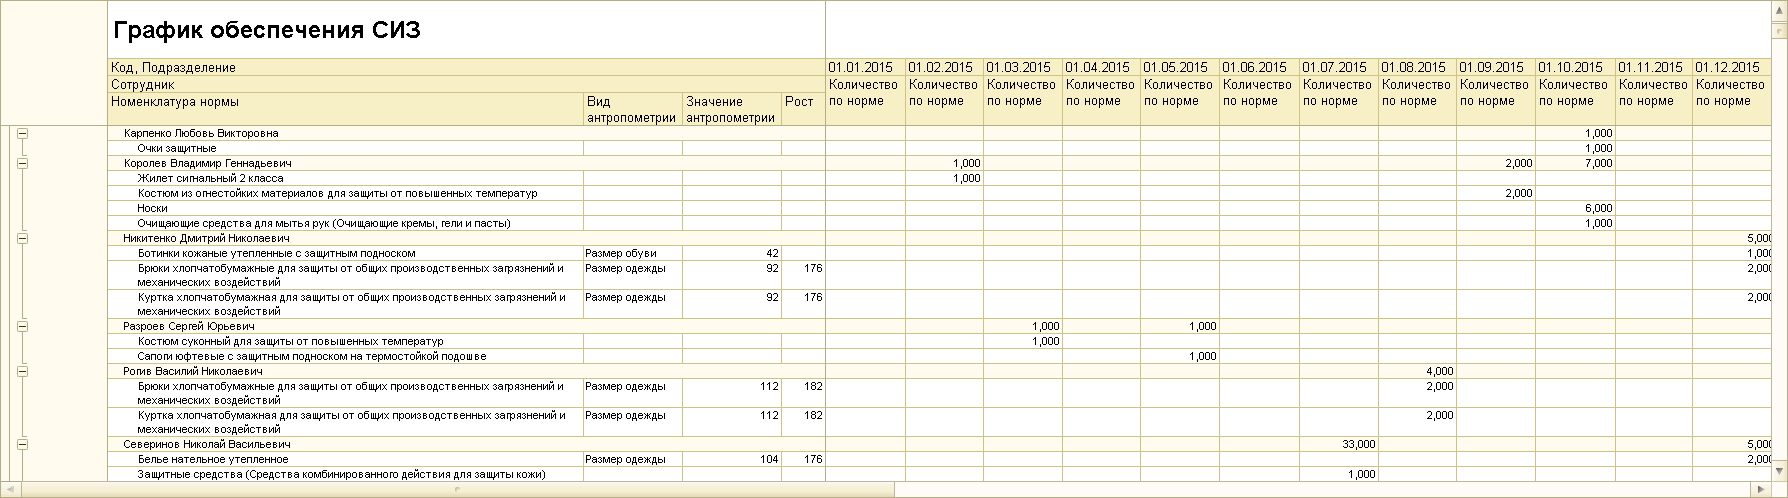 График обеспечения СИЗ
Код, Подразделение 01.01.2015 01.02.2015 01.03.2015 01.04.2015 01.05.2015 01.06.2015 01.07.2015 01.08.2015 01.09.2015 01.10.2015 01.11.2015 01.12.2015
Сотрудник Количество Количество Количество Количество Количество Количество Количество Количество Количество Количество Количество Количество
Номенклатура нормы Вид Значение Рост по норме по норме по норме по норме по норме по норме по норме по норме по норме по норме по норме по норме
антропометрии антропометрии
Карпенко Любовь Викторовна 1,000
Очки защитные 1,000
Королев Владимир Геннадьевич 1,000 2,000 7,000
Жилет сигнальный 2 класса 1,000
Костюм из огнестойких материалов для защиты от повышенных температур 2,000
Носки 6,000
Очищающие средства для мытья рук (Очищающие кремы, гели и пасты) 1,000
Никитенко Дмитрий Николаевич 5,000
Ботинки кожаные утепленные с защитным подноском Размер обуви 42 1,000
Брюки хлопчатобумажные для защиты от общих производственных загрязнений и Размер одежды 92 176 2,000
механических воздействий
Куртка хлопчатобумажная для защиты от общих производственных загрязнений и Размер одежды 92 176 2,000
механических воздействий
Разроев Сергей Юрьевич 1,000 1,000
Костюм суконный для защиты от повышенных температур 1,000
Сапоги юфтевые с защитным подноском на термостойкой подошве 1,000
Рогив Василий Николаевич 4,000
Брюки хлопчатобумажные для защиты от общих производственных загрязнений и Размер одежды 112 182 2,000
механических воздействий
Куртка хлопчатобумажная для защиты от общих производственных загрязнений и Размер одежды 112 182 2,000
механических воздействий
Северинов Николай Васильевич 33,000 5,000
Белье нательное утепленное Размер одежды 104 176 2,000
Защитные средства (Средства комбинированного действия для защиты кожи) 1,000